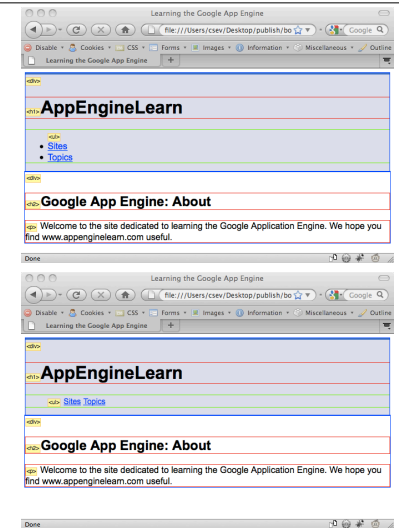 Learning the Google App Engine
file:///Users/csev/Desktop/publish/bo
Google
Disable Cookies CSS Forms Images Information Miscellaneous Outline
Learning the Google App Engine +
<div>
<h1> AppEngineLearn
<ul>
• Sites
• Topics
<div>
<h2> Google App Engine: About
<p> Welcome to the site dedicated to learning the Google Application Engine. We hope you
find www.appenginelearn.com useful.
Done
Learning the Google App Engine
file:///Users/csev/Desktop/publish/bo
Google
Disable Cookies CSS Forms Images Information Miscellaneous Outline
Learning the Google App Engine +
<div>
<h1> AppEngineLearn
<ul> Sites Topics
<div>
<h2> Google App Engine: About
<p> Welcome to the site dedicated to learning the Google Application Engine. We hope you
find www.appenginelearn.com useful.
Done